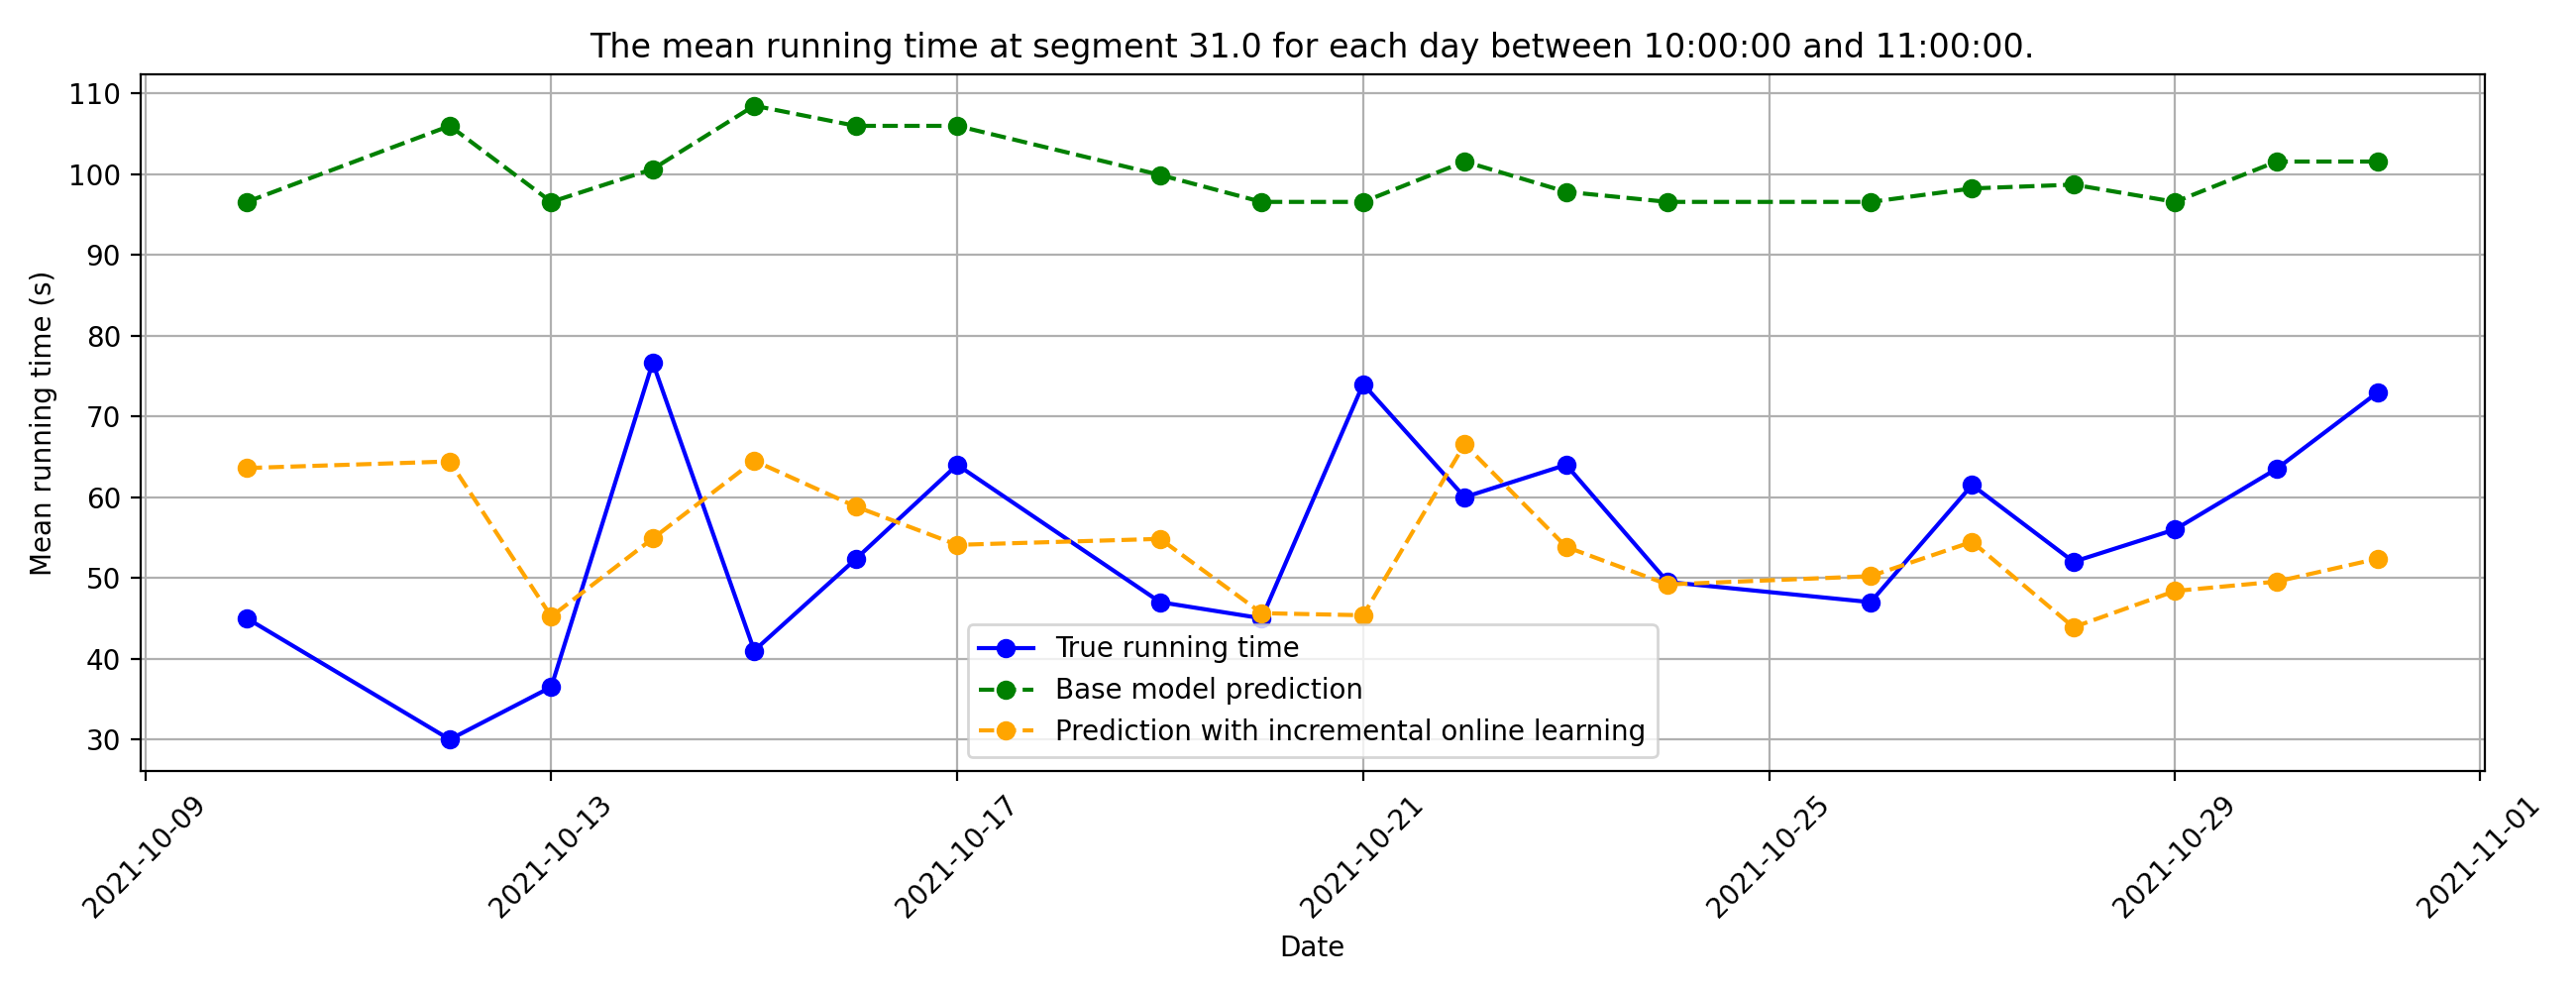 The mean running time at segment 31.0 for each day between 10:00:00 and 11:00:00.
110
100
90
80
70
60
50
40
30
Mean running time (s)
True running time
Base model prediction
Prediction with incremental online learning
2021-10-09
2021-10-13
2021-10-17
2021-10-21
2021-10-25
2021-10-29
2021-11-01
Date